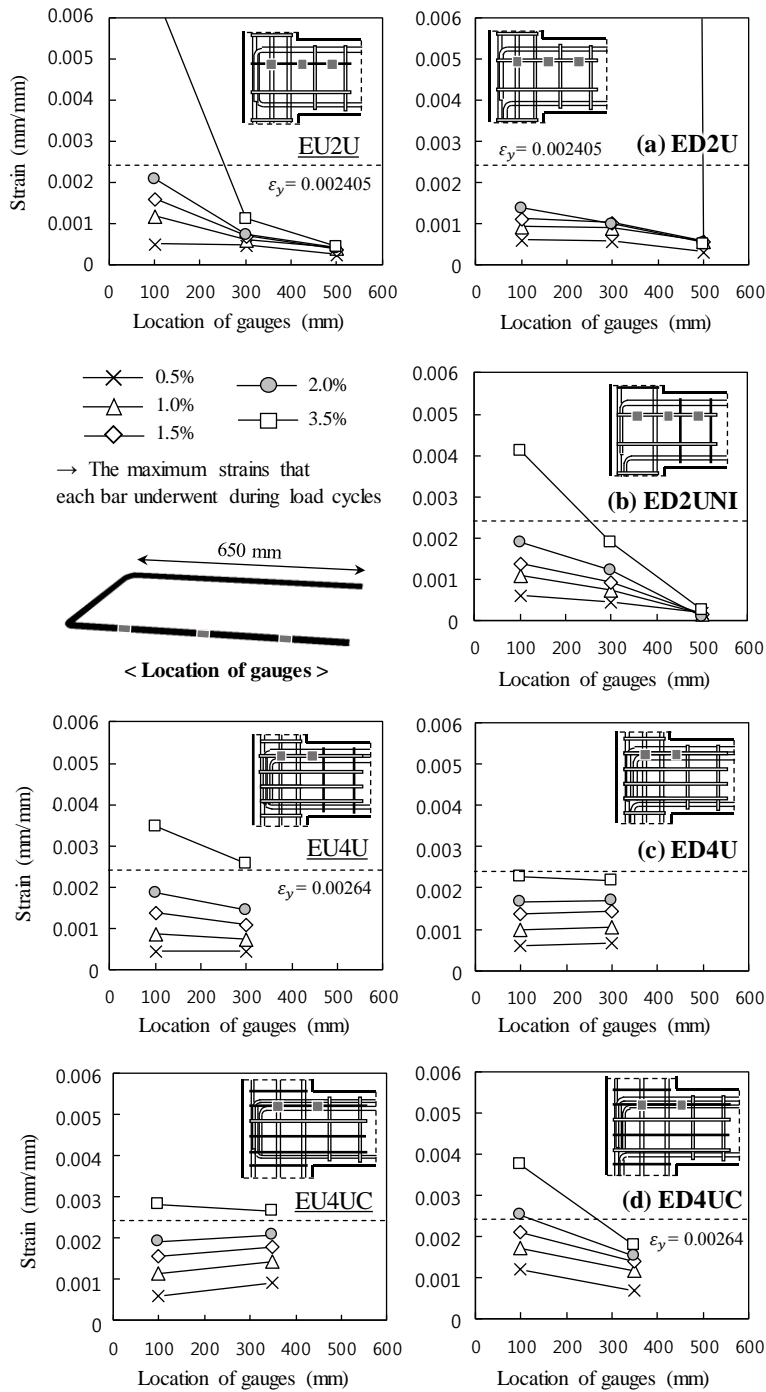 0.006
0.005
0.004
0.003
0.002
0.001
0
Strain (mm/mm)
EU2U
εy = 0.002405
0 100 200 300 400 500 600
Location of gauges (mm)
0.006
0.005
0.004
0.003
0.002
0.001
0
εy = 0.002405
(a) ED2U
0 100 200 300 400 500 600
Location of gauges (mm)
0.5%
1.0%
1.5%
2.0%
3.5%
→ The maximum strains that
each bar underwent during load cycles
650 mm
< Location of gauges >
0.006
0.005
0.004
0.003
0.002
0.001
0
(b) ED2UNI
0 100 200 300 400 500 600
Location of gauges (mm)
0.006
0.005
0.004
0.003
0.002
0.001
0
Strain (mm/mm)
EU4U
εy = 0.00264
0 100 200 300 400 500 600
Location of gauges (mm)
0.006
0.005
0.004
0.003
0.002
0.001
0
(c) ED4U
0 100 200 300 400 500 600
Location of gauges (mm)
0.006
0.005
0.004
0.003
0.002
0.001
0
Strain (mm/mm)
EU4UC
0 100 200 300 400 500 600
Location of gauges (mm)
0.006
0.005
0.004
0.003
0.002
0.001
0
(d) ED4UC
εy = 0.00264
0 100 200 300 400 500 600
Location of gauges (mm)